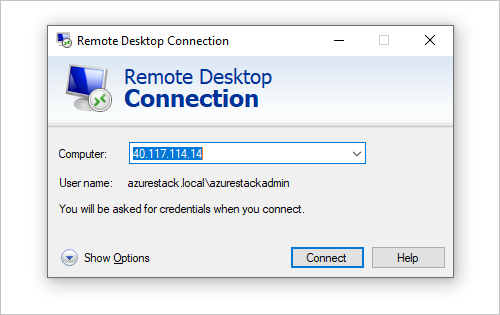 Remote Desktop Connection
Remote Desktop
Connection
Computer: 40.117.114.14
User name: azurestack.local\azurestackadmin
You will be asked for credentials when you connect.
Show Options Connect Help